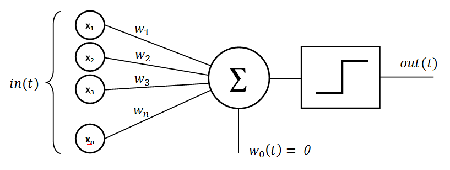 x₁
w₁
x₂
w₂
in(t)
x₃
w₃
Σ
out(t)
xₙ
wₙ
w₀(t) = 0